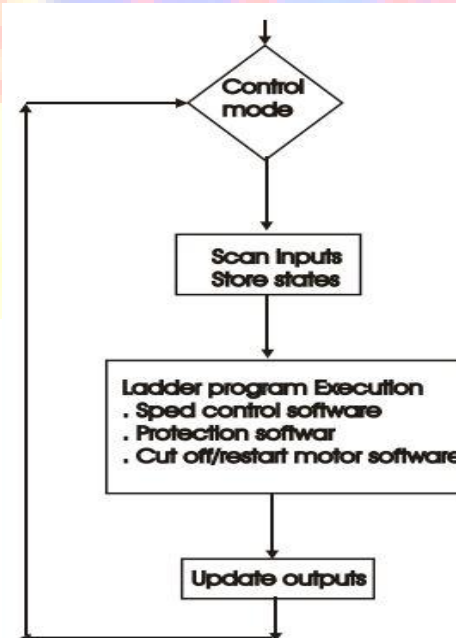 Control
mode
Scan inputs
Store states
Ladder program Execution
. Sped control software
. Protection softwar
. Cut off/restart motor software
Update outputs